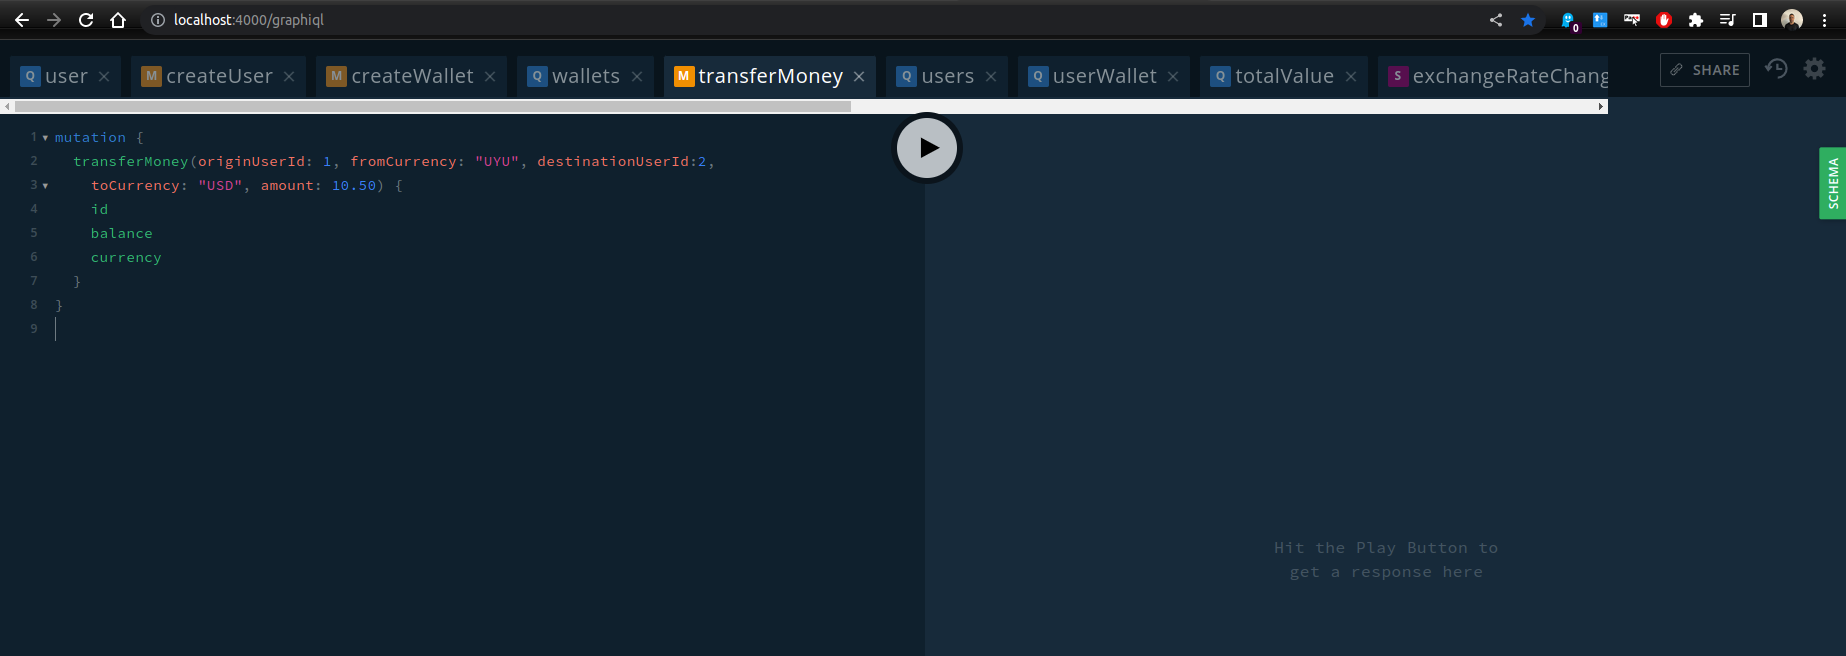 localhost:4000/graphiql
0
Q user × M createUser × M createWallet × Q wallets × M transferMoney × Q users × Q userWallet × Q totalValue × S exchangeRateChang
SHARE
1 mutation {
2 transferMoney(originUserId: 1, fromCurrency: "UYU", destinationUserId:2,
3 toCurrency: "USD", amount: 10.50) {
4 id
5 balance
6 currency
7 }
8 }
9
SCHEMA
Hit the Play Button to
get a response here